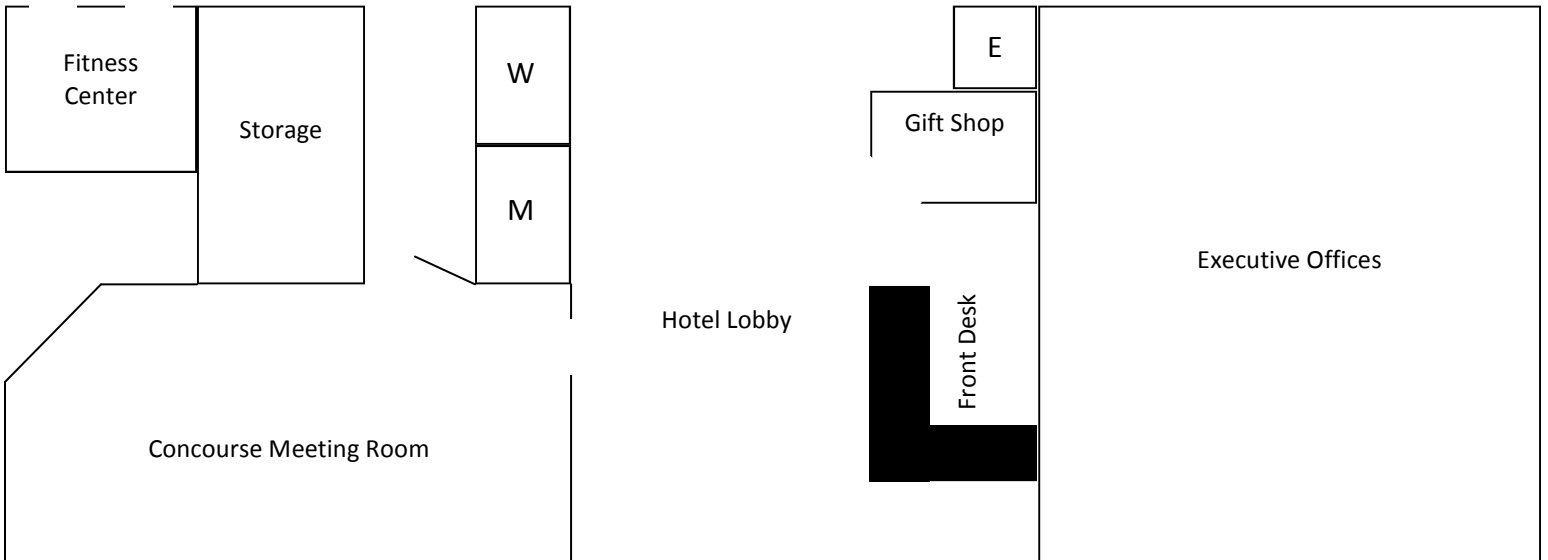 Fitness
Center
Storage
W
M
E
Gift Shop
Hotel Lobby
Front Desk
Executive Offices
Concourse Meeting Room